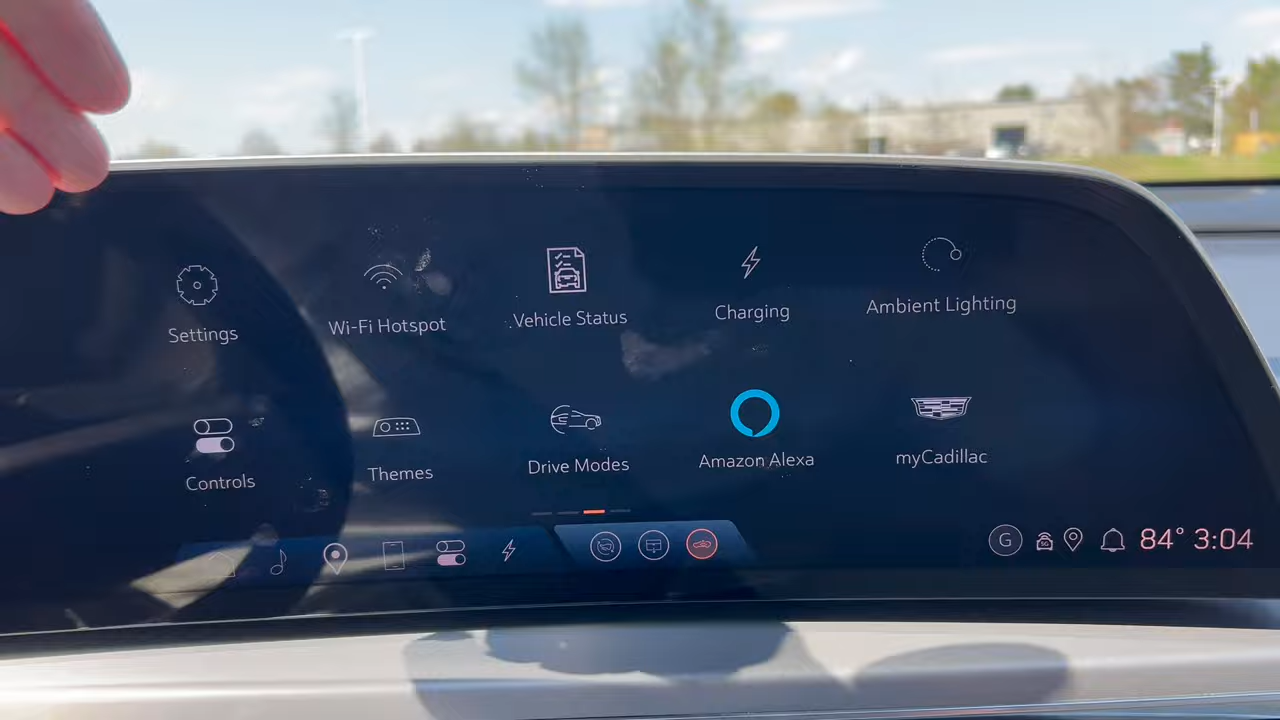 Settings
Wi-Fi Hotspot
Vehicle Status
Charging
Ambient Lighting
Controls
Themes
Drive Modes
Amazon Alexa
myCadillac
G
5G
84° 3:04